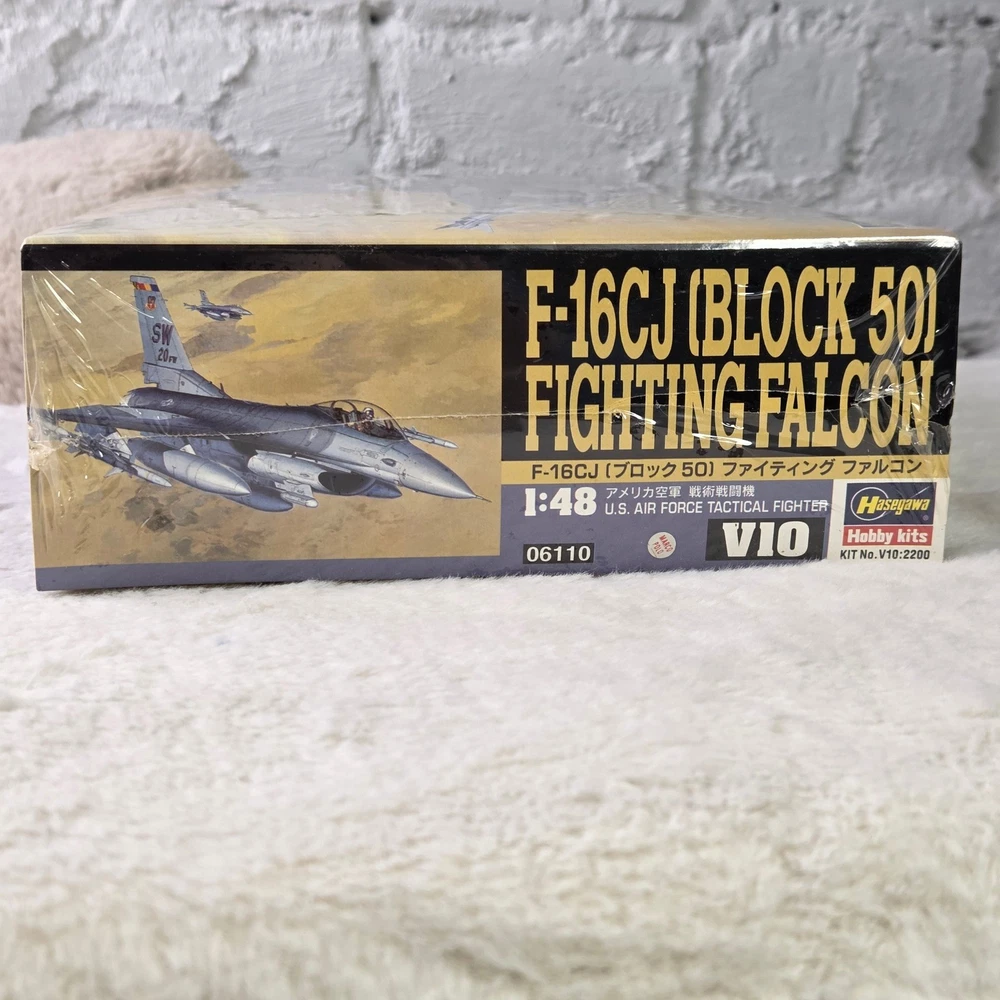 SW
20FW
F-16CJ (BLOCK 50)
FIGHTING FALCON
F-16CJ (ブロック 50) ファイティング ファルコン
1:48
アメリカ空軍 戦術戦闘機
U.S. AIR FORCE TACTICAL FIGHTER
06110
MARCO
POLO
V10
Hasegawa
Hobby kits
KIT No. V10:2200